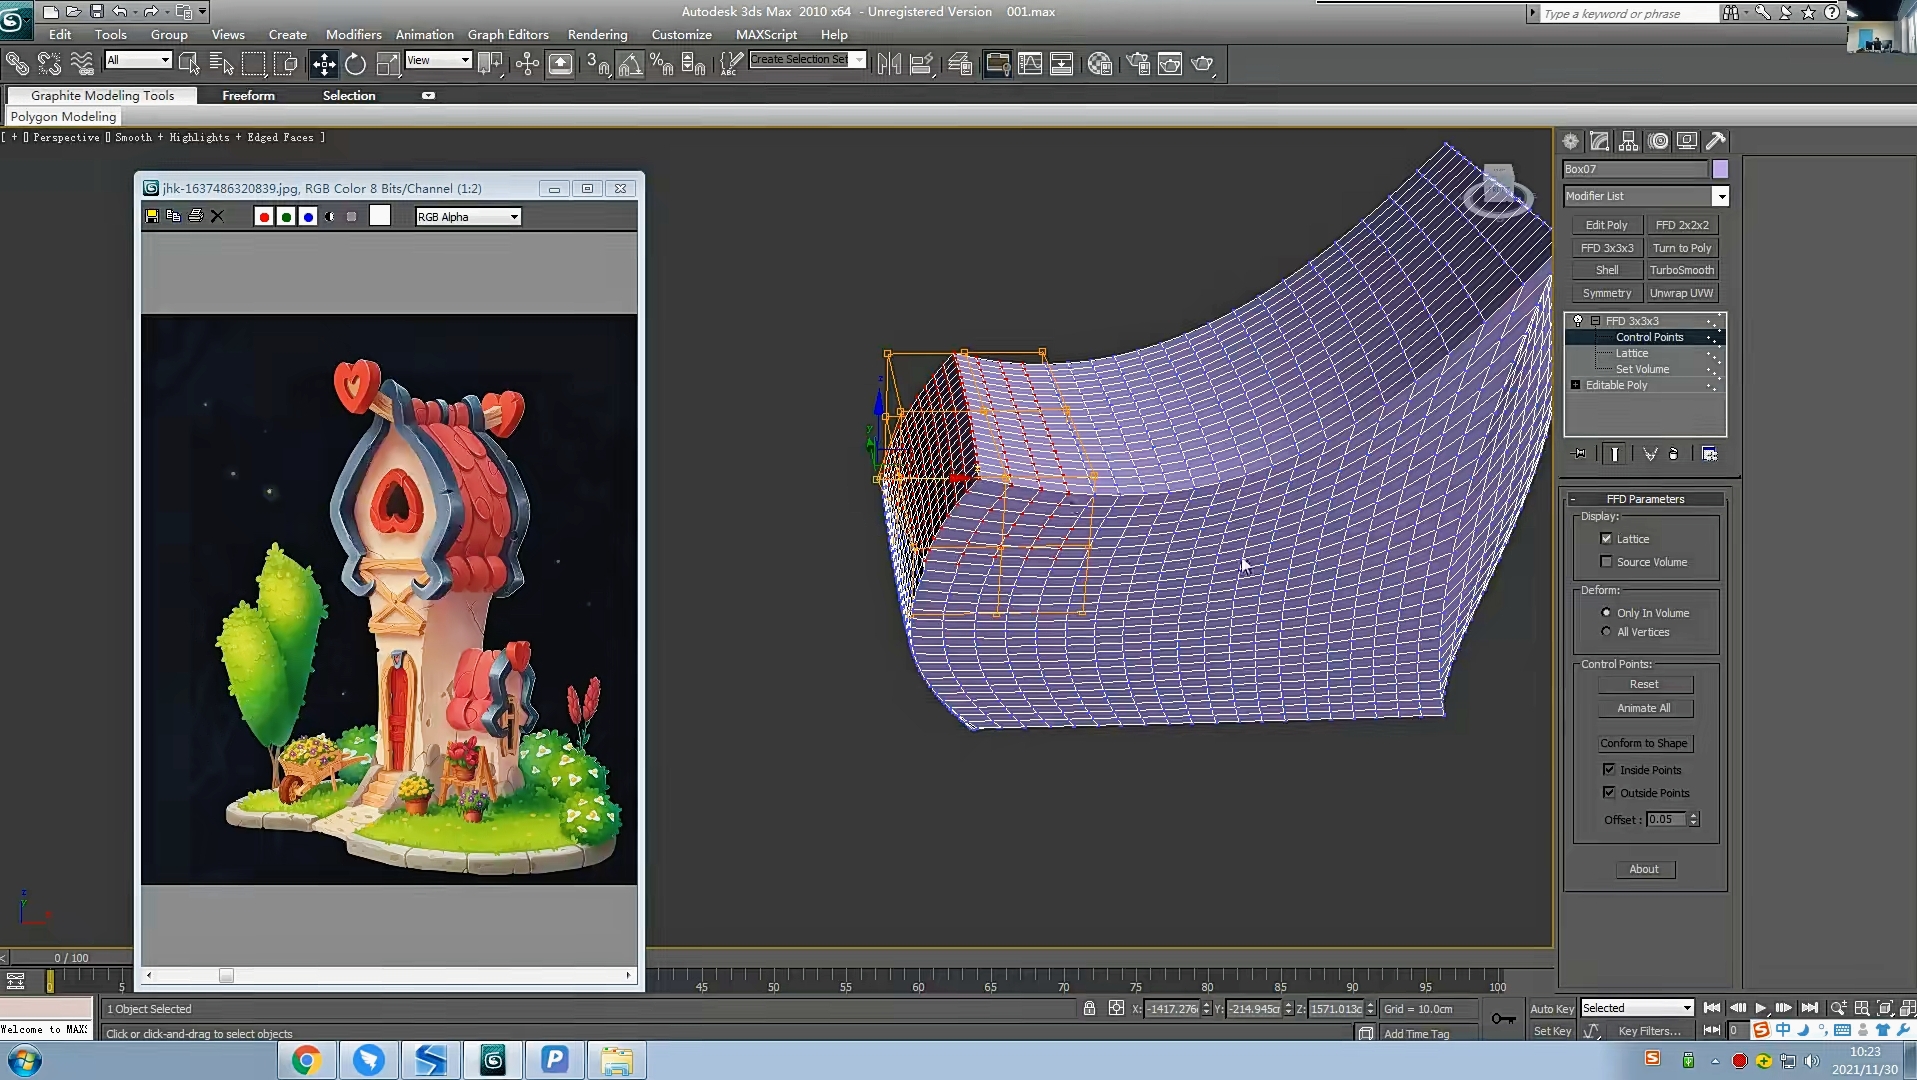 Autodesk 3ds Max 2010 x64 - Unregistered Version 001.max
Type a keyword or phrase
Edit Tools Group Views Create Modifiers Animation Graph Editors Rendering Customize MAXScript Help
All
View
3
Create Selection Set
Graphite Modeling Tools Freeform Selection
Polygon Modeling
[ + ] [ Perspective ] [ Smooth + Highlights + Edged Faces ]
jhk-1637486320839.jpg, RGB Color 8 Bits/Channel (1:2)
RGB Alpha
Box07
Modifier List
Edit Poly FFD 2x2x2
FFD 3x3x3 Turn to Poly
Shell TurboSmooth
Symmetry Unwrap UVW
FFD 3x3x3
Control Points
Lattice
Set Volume
Editable Poly
FFD Parameters
Display:
Lattice
Source Volume
Deform:
Only In Volume
All Vertices
Control Points:
Reset
Animate All
Conform to Shape
Inside Points
Outside Points
Offset : 0.05
About
0 / 100
5 45 50 55 60 65 70 75 80 85 90 95 100
1 Object Selected
X: -1417.276 Y: -214.945c Z: 1571.013c Grid = 10.0cm
Auto Key Selected
Welcome to MAX
Click or click-and-drag to select objects
Add Time Tag
Set Key Key Filters...
0
中
10:23
2021/11/30